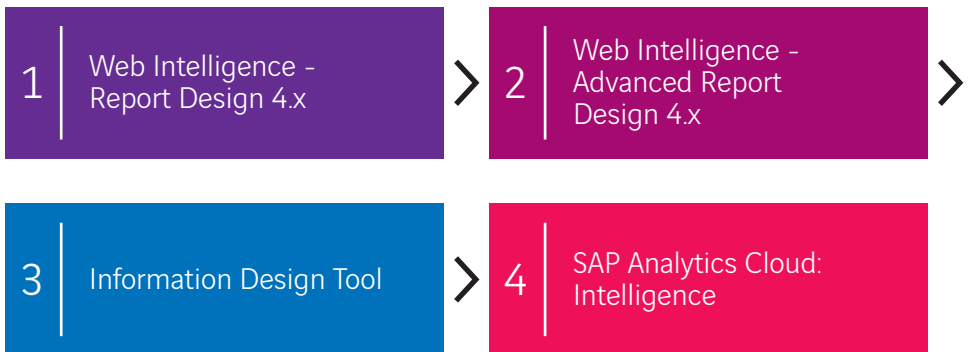 1
Web Intelligence -
Report Design 4.x
2
Web Intelligence -
Advanced Report
Design 4.x
3
Information Design Tool
4
SAP Analytics Cloud:
Intelligence